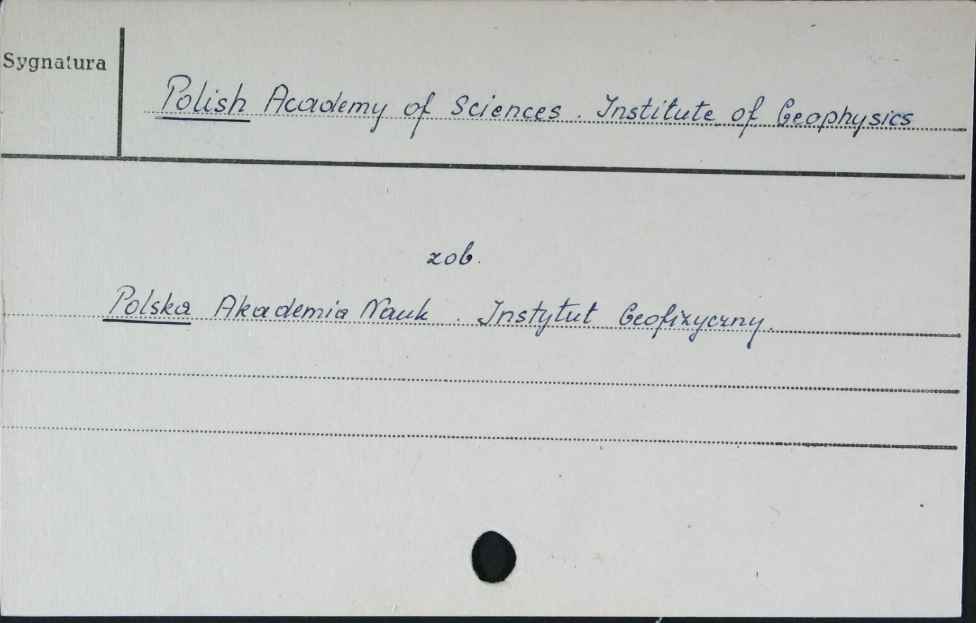 Sygnatura
Polish Academy of Sciences. Institute of Geophysics
zob.
Polska Akademia Nauk. Instytut Geofizyczny.